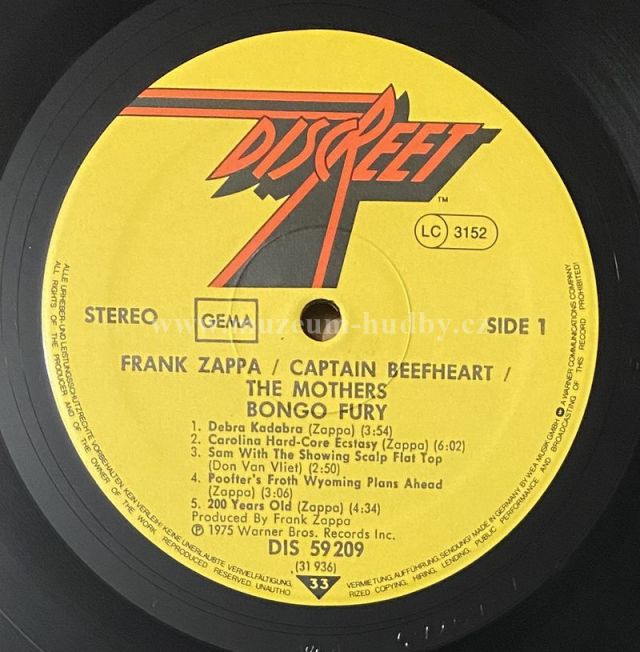 DISCREET
TM
LC 3152
STEREO
GEMA
SIDE 1
www.muzeum-hudby.cz
FRANK ZAPPA / CAPTAIN BEEFHEART /
THE MOTHERS
BONGO FURY
1. Debra Kadabra (Zappa) (3:54)
2. Carolina Hard-Core Ecstasy (Zappa) (6:02)
3. Sam With The Showing Scalp Flat Top
(Don Van Vliet) (2:50)
4. Poofter's Froth Wyoming Plans Ahead
(Zappa) (3:06)
5. 200 Years Old (Zappa) (4:34)
Produced By Frank Zappa
℗ 1975 Warner Bros. Records Inc.
DIS 59 209
(31 936)
33
ALLE URHEBER- UND LEISTUNGSSCHUTZRECHTE VORBEHALTEN. KEIN VERLEIH! KEINE UNERLAUBTE VERVIELFÄLTIGUNG, VERMIETUNG, AUFFÜHRUNG, SENDUNG! MADE IN GERMANY BY WEA MUSIK GMBH A WARNER COMMUNICATIONS COMPANY
ALL RIGHTS OF THE PRODUCER AND OF THE OWNER OF THE WORK REPRODUCED RESERVED. UNAUTHORIZED COPYING, HIRING, LENDING, PUBLIC PERFORMANCE AND BROADCASTING OF THIS RECORD PROHIBITED!